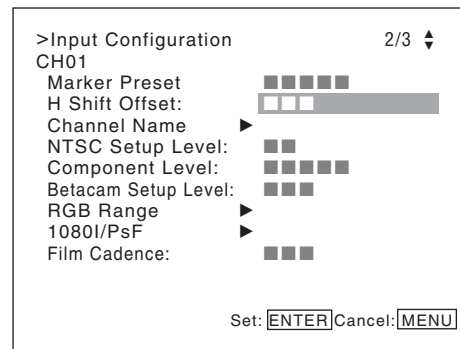 >Input Configuration 2/3
CH01
Marker Preset ■■■■■
H Shift Offset: □□□
Channel Name ►
NTSC Setup Level: ■■
Component Level: ■■■■■
Betacam Setup Level: ■■■
RGB Range ►
1080I/PsF ►
Film Cadence: ■■■
Set: ENTER Cancel: MENU